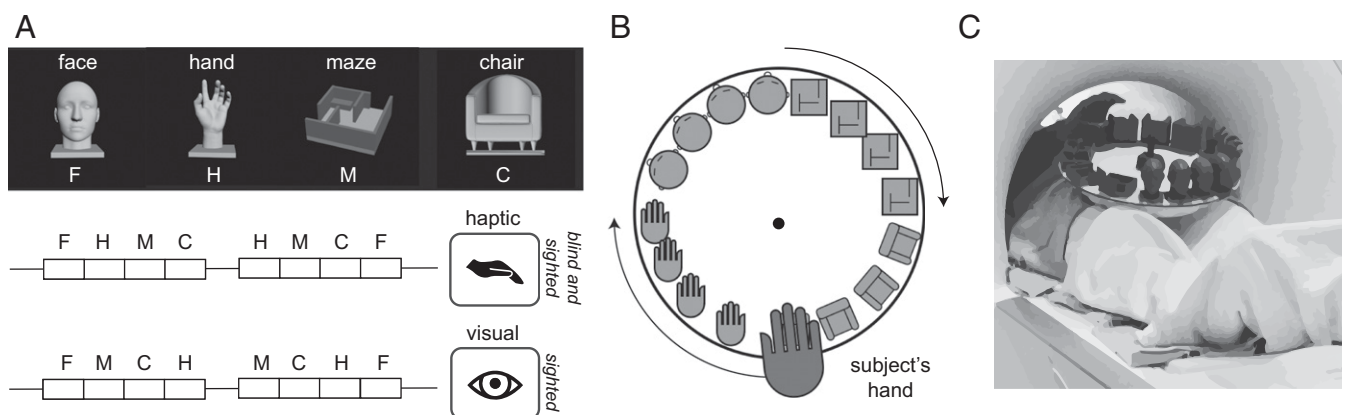 A
face hand maze chair
F H M C
F H M C H M C F
haptic
blind and
sighted
F M C H M C H F
visual
sighted
B
subject's
hand
C